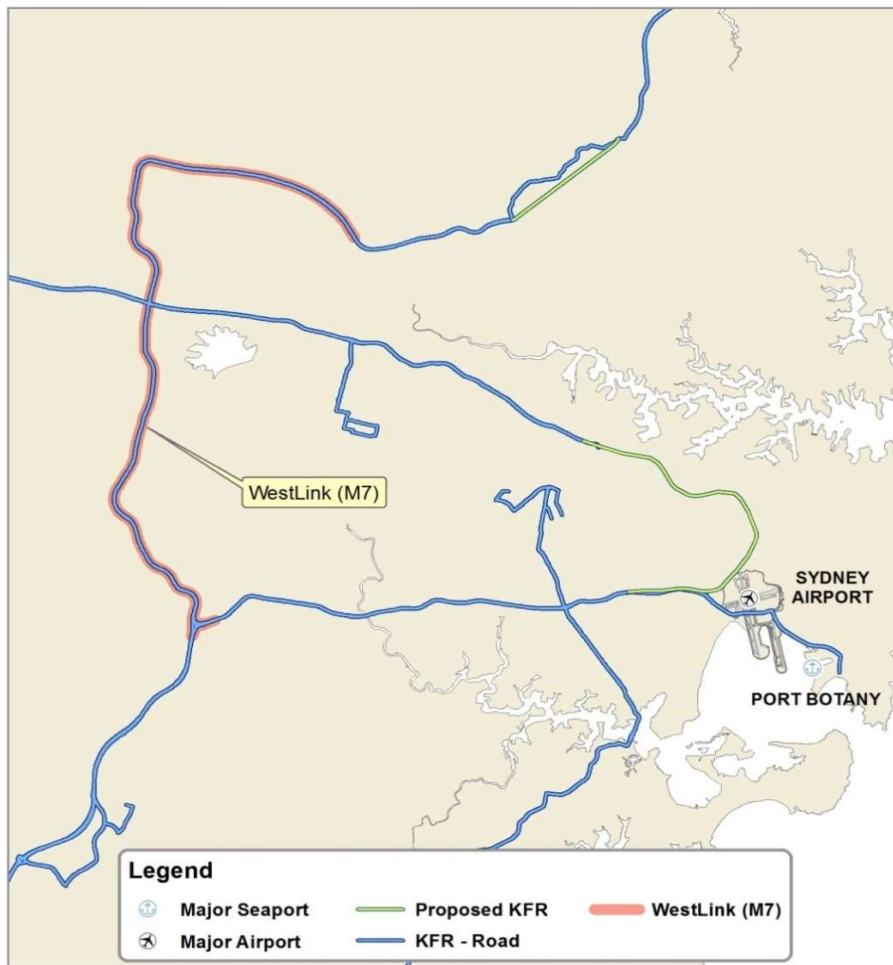 WestLink (M7)
SYDNEY
AIRPORT
PORT BOTANY
Legend
Major Seaport
Proposed KFR
WestLink (M7)
Major Airport
KFR - Road